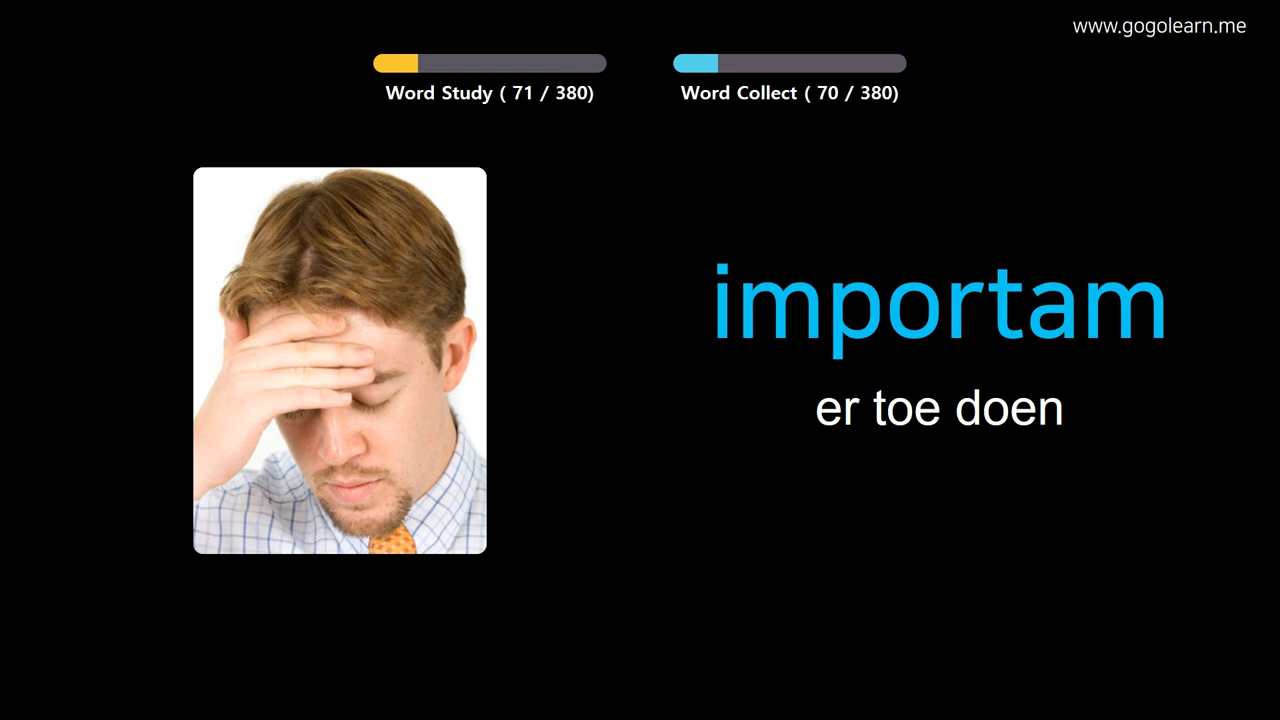 www.gogolearn.me
Word Study ( 71 / 380)
Word Collect ( 70 / 380)
importam
er toe doen